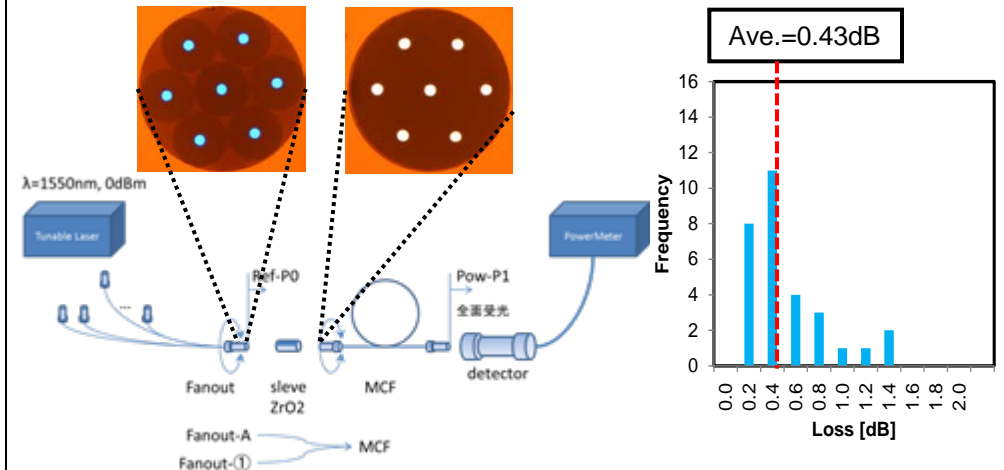 Ave.=0.43dB
λ=1550nm, 0dBm
Tunable Laser
PowerMeter
Ref-P0
Pow-P1
全面受光
...
Fanout
sleve
ZrO2
MCF
detector
Fanout-A
Fanout-①
MCF
Frequency
16
14
12
10
8
6
4
2
0
0.0
0.2
0.4
0.6
0.8
1.0
1.2
1.4
1.6
1.8
2.0
Loss [dB]